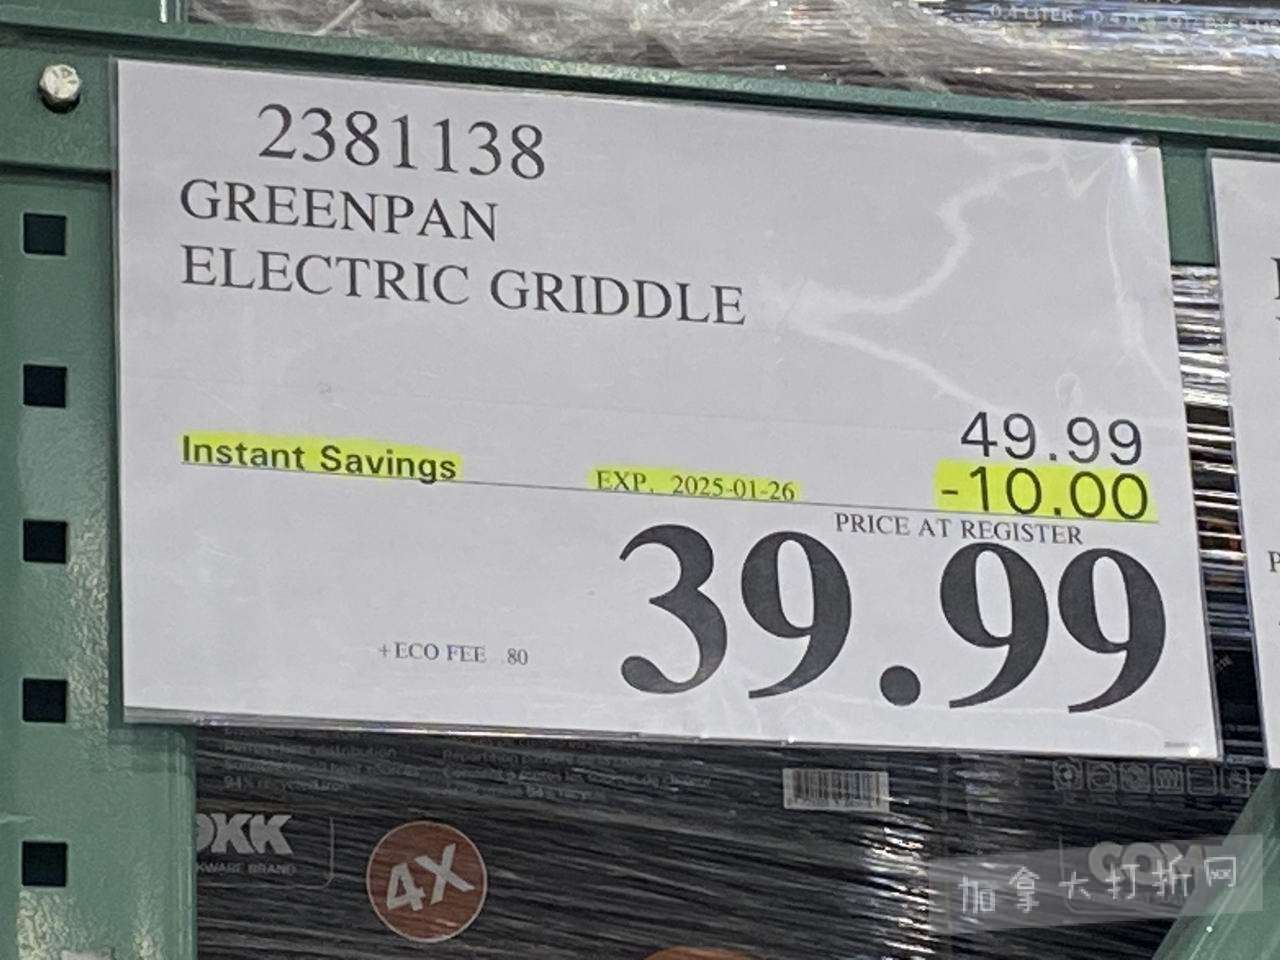 2381138
GREENPAN
ELECTRIC GRIDDLE
49.99
Instant Savings EXP. 2025-01-26 -10.00
PRICE AT REGISTER
39.99
+ECO FEE 80
4X
加拿大打折网